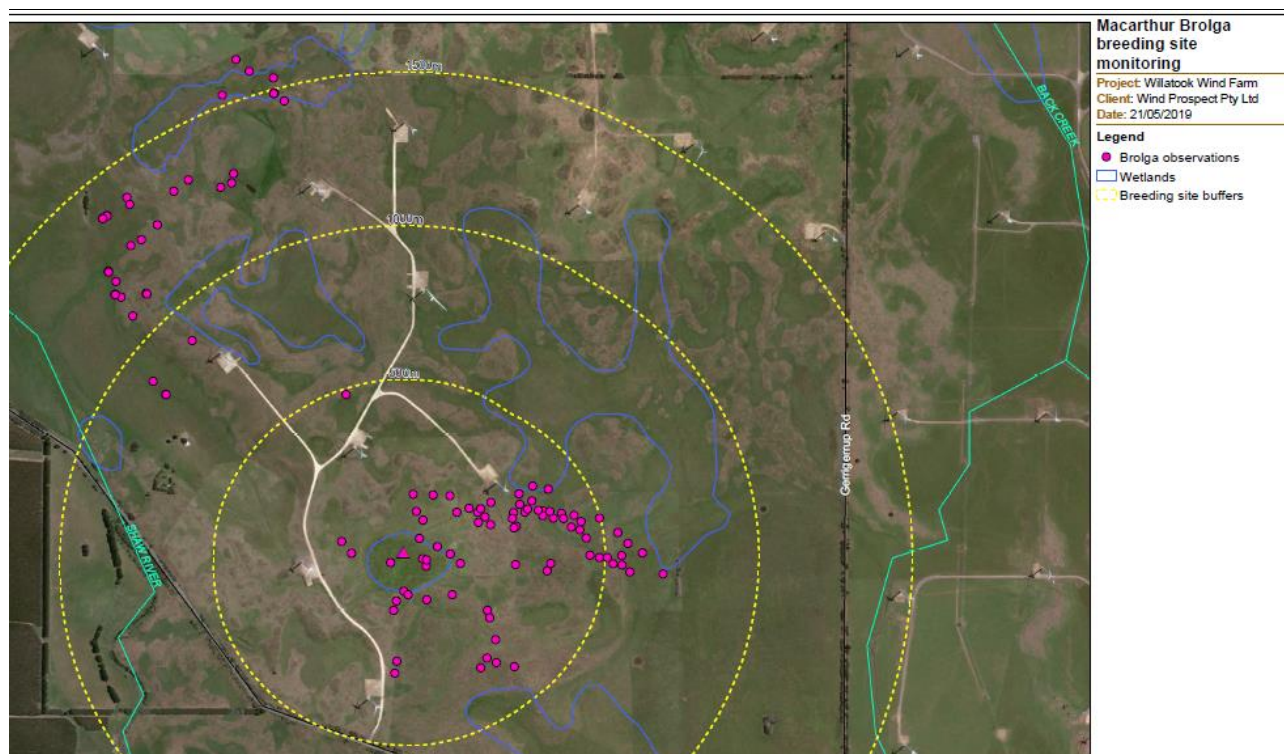 Macarthur Brolga
breeding site
monitoring
Project: Willatook Wind Farm
Client: Wind Prospect Pty Ltd
Date: 21/05/2019
Legend
Brolga observations
Wetlands
Breeding site buffers
1500m
1000m
500m
BACK CREEK
Gerrigerrup Rd
SHAW RIVER